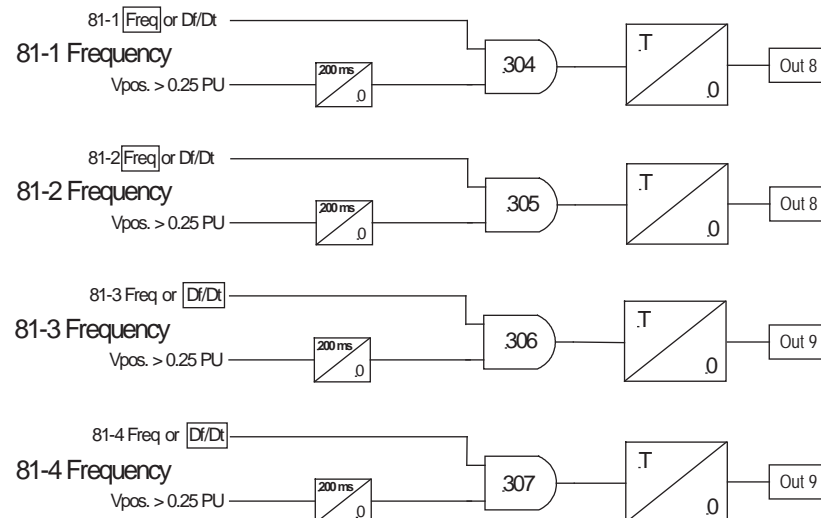 81-1 Freq or Df/Dt
81-1 Frequency
Vpos. > 0.25 PU
200 ms
0
304
T
0
Out 8
81-2 Freq or Df/Dt
81-2 Frequency
Vpos. > 0.25 PU
200 ms
0
305
T
0
Out 8
81-3 Freq or Df/Dt
81-3 Frequency
Vpos. > 0.25 PU
200 ms
0
306
T
0
Out 9
81-4 Freq or Df/Dt
81-4 Frequency
Vpos. > 0.25 PU
200 ms
0
307
T
0
Out 9